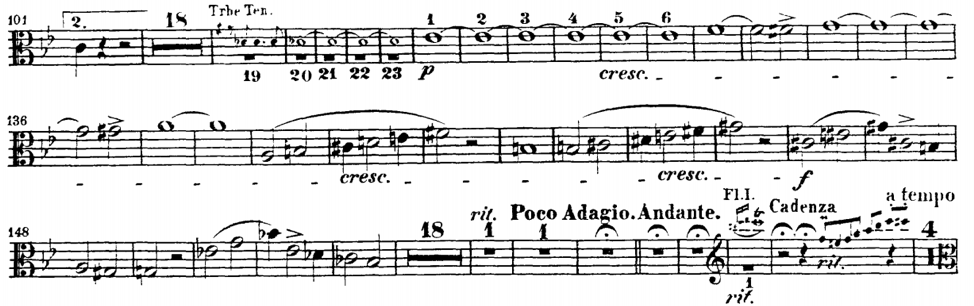 101 2. 18 Trbe Ten. 1 2 3 4 5 6
19 20 21 22 23 p cresc.
136
cresc. cresc. f
148 18 rit. 1 Poco Adagio. Andante. 1 Fl.I. Cadenza a tempo 4
rit. 1 rit.